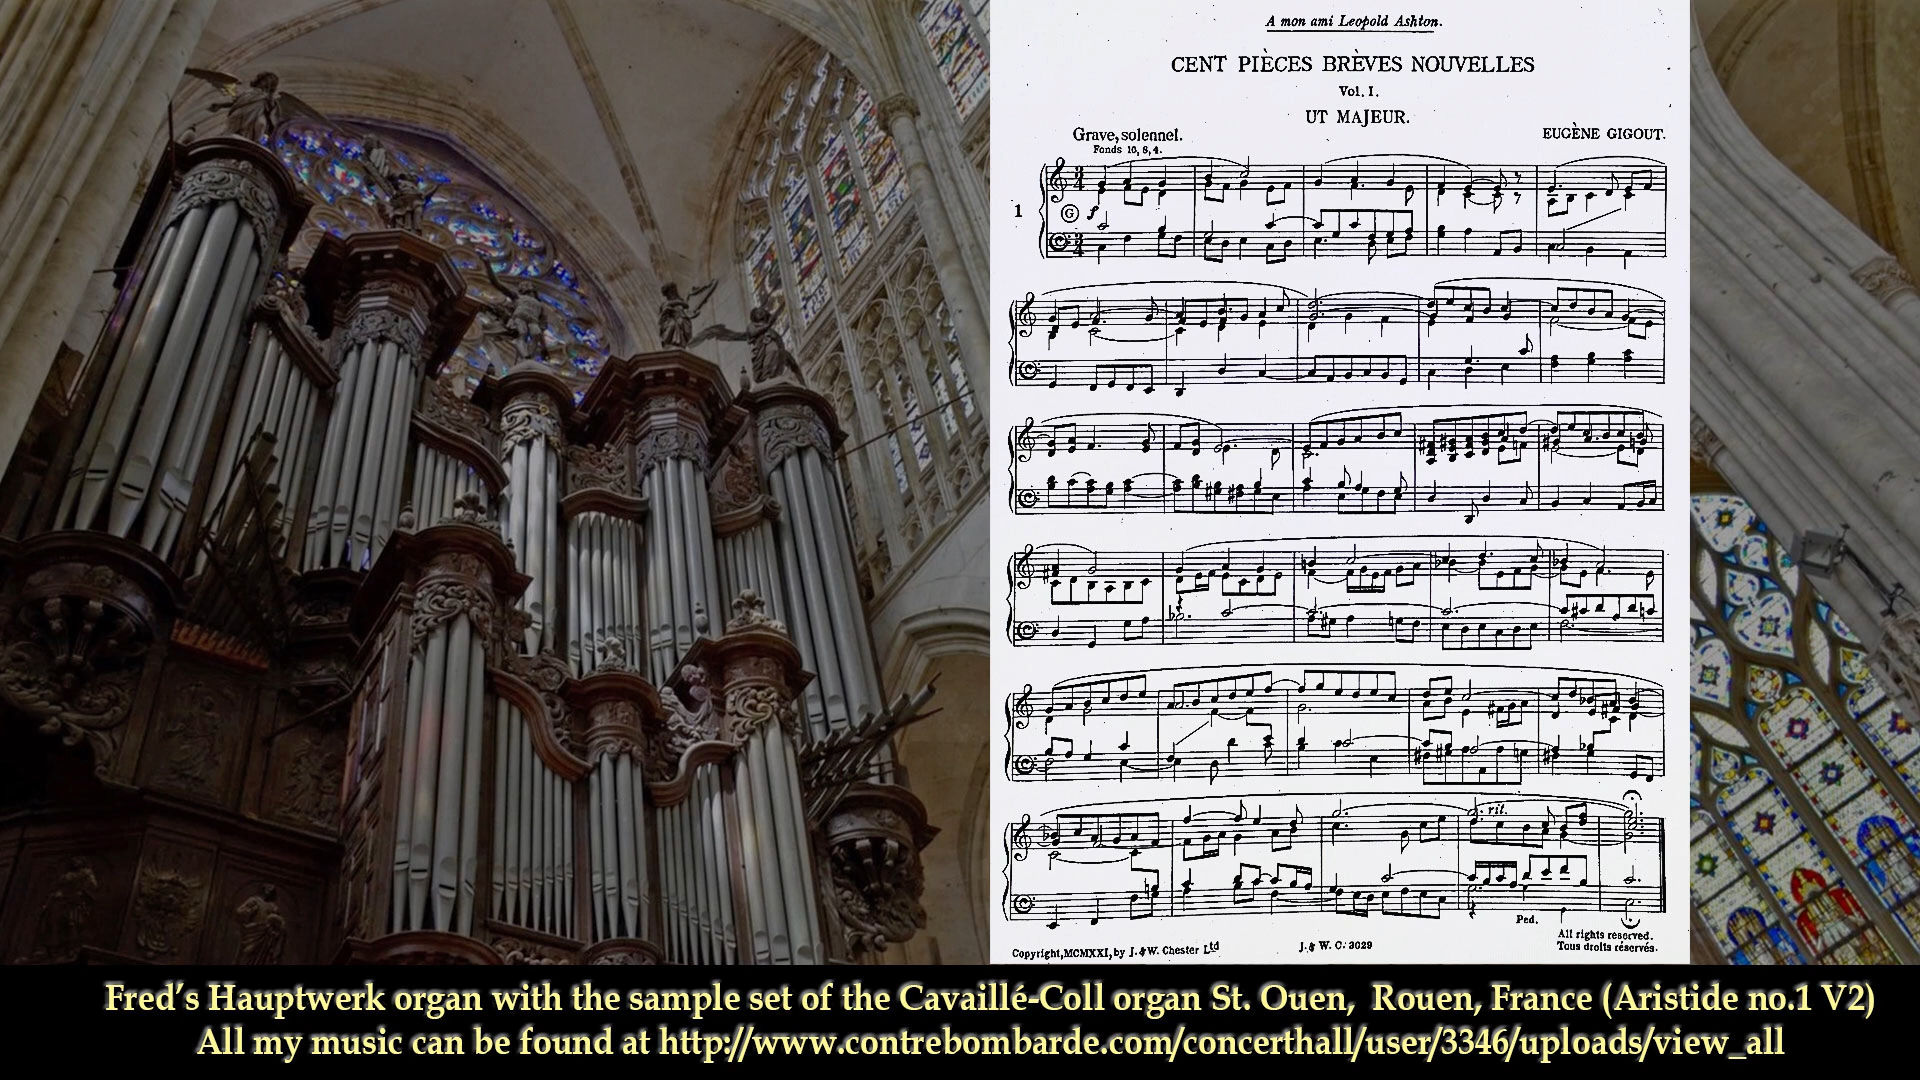 A mon ami Leopold Ashton.
CENT PIÈCES BRÈVES NOUVELLES
Vol. I.
UT MAJEUR.
Grave, solennel.
EUGÈNE GIGOUT.
Fonds 16, 8, 4.
1
G
f
rit.
Ped.
All rights reserved.
Tous droits réservés.
Copyright, MCMXXI, by J. & W. Chester Ltd
J. & W. C. 3029
Fred's Hauptwerk organ with the sample set of the Cavaillé-Coll organ St. Ouen, Rouen, France (Aristide no.1 V2)
All my music can be found at http://www.contrebombarde.com/concerthall/user/3346/uploads/view_all